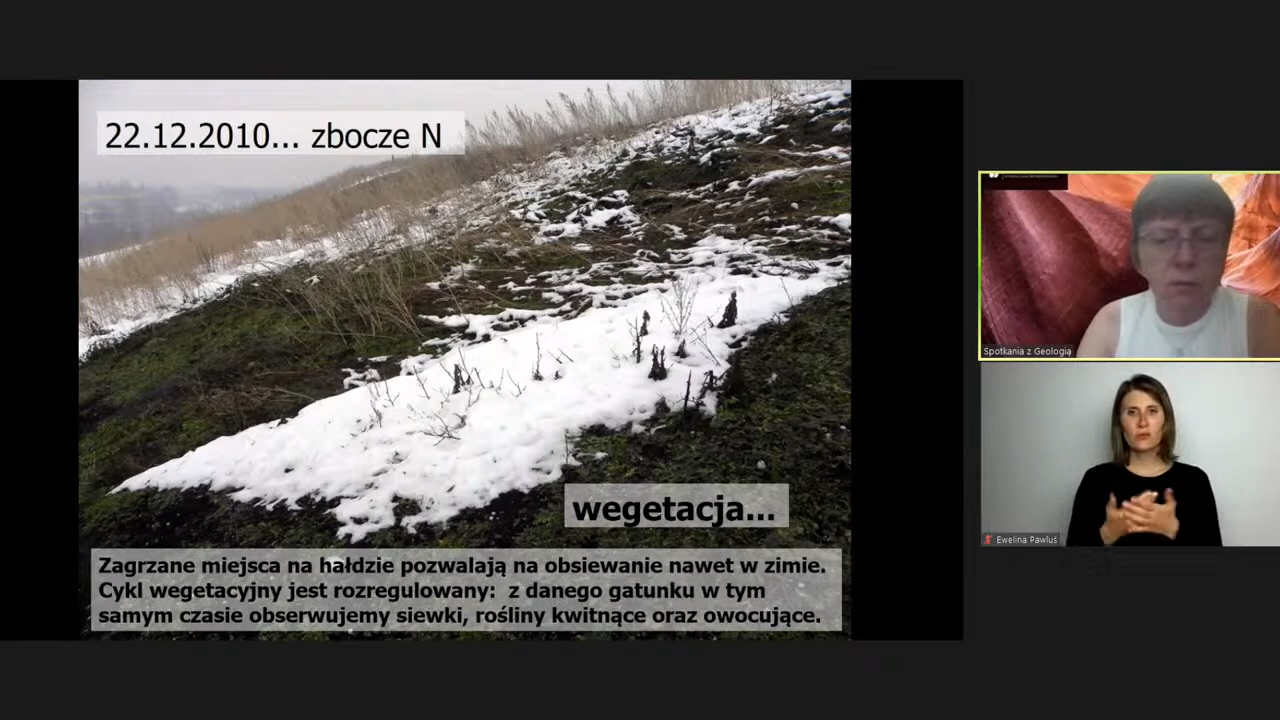 22.12.2010... zbocze N
wegetacja...
Zagrzane miejsca na hałdzie pozwalają na obsiewanie nawet w zimie.
Cykl wegetacyjny jest rozregulowany:  z danego gatunku w tym
samym czasie obserwujemy siewki, rośliny kwitnące oraz owocujące.
Spotkania z Geologią
Ewelina Pawluś